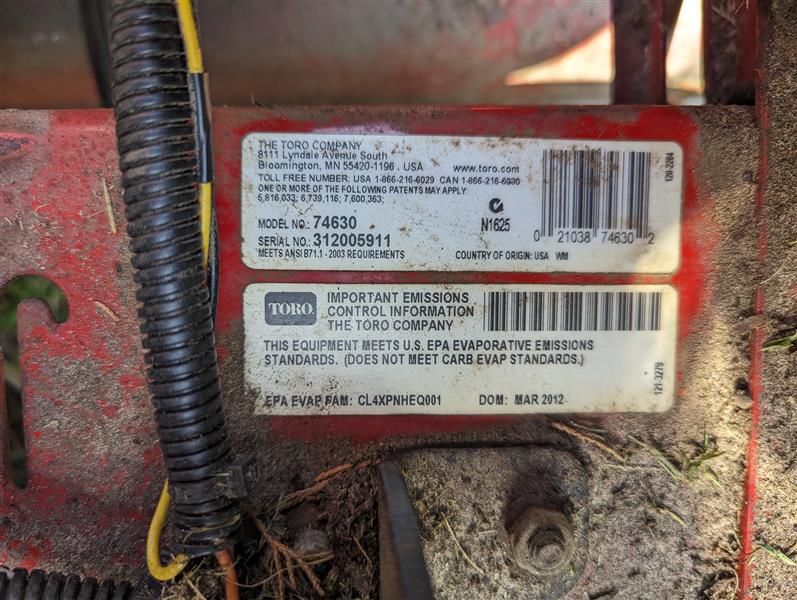 THE TORO COMPANY
8111 Lyndale Avenue South
Bloomington, MN 55420-1196 , USA www.toro.com
TOLL FREE NUMBER: USA 1-866-216-6029 CAN 1-866-216-6030
ONE OR MORE OF THE FOLLOWING PATENTS MAY APPLY:
5,816,033; 6,739,116; 7,600,363;
MODEL NO.: 74630
SERIAL NO.: 312005911
MEETS ANSI B71.1 - 2003 REQUIREMENTS
N1625
0 21038 74630 2
COUNTRY OF ORIGIN: USA WM
120-2284
TORO
IMPORTANT EMISSIONS
CONTROL INFORMATION
THE TORO COMPANY
THIS EQUIPMENT MEETS U.S. EPA EVAPORATIVE EMISSIONS
STANDARDS. (DOES NOT MEET CARB EVAP STANDARDS.)
EPA EVAP FAM: CL4XPNHEQ001 DOM: MAR 2012
121-3279